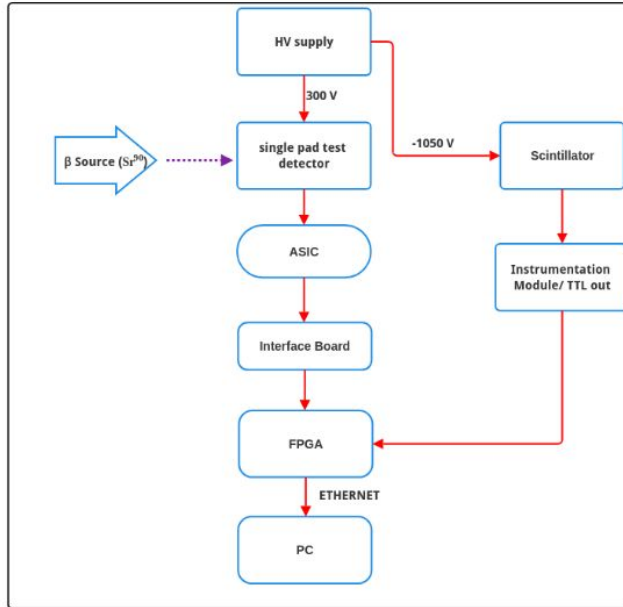 HV supply
300 V
single pad test
detector
β Source (Sr⁹⁰)
-1050 V
Scintillator
ASIC
Instrumentation
Module/ TTL out
Interface Board
FPGA
ETHERNET
PC